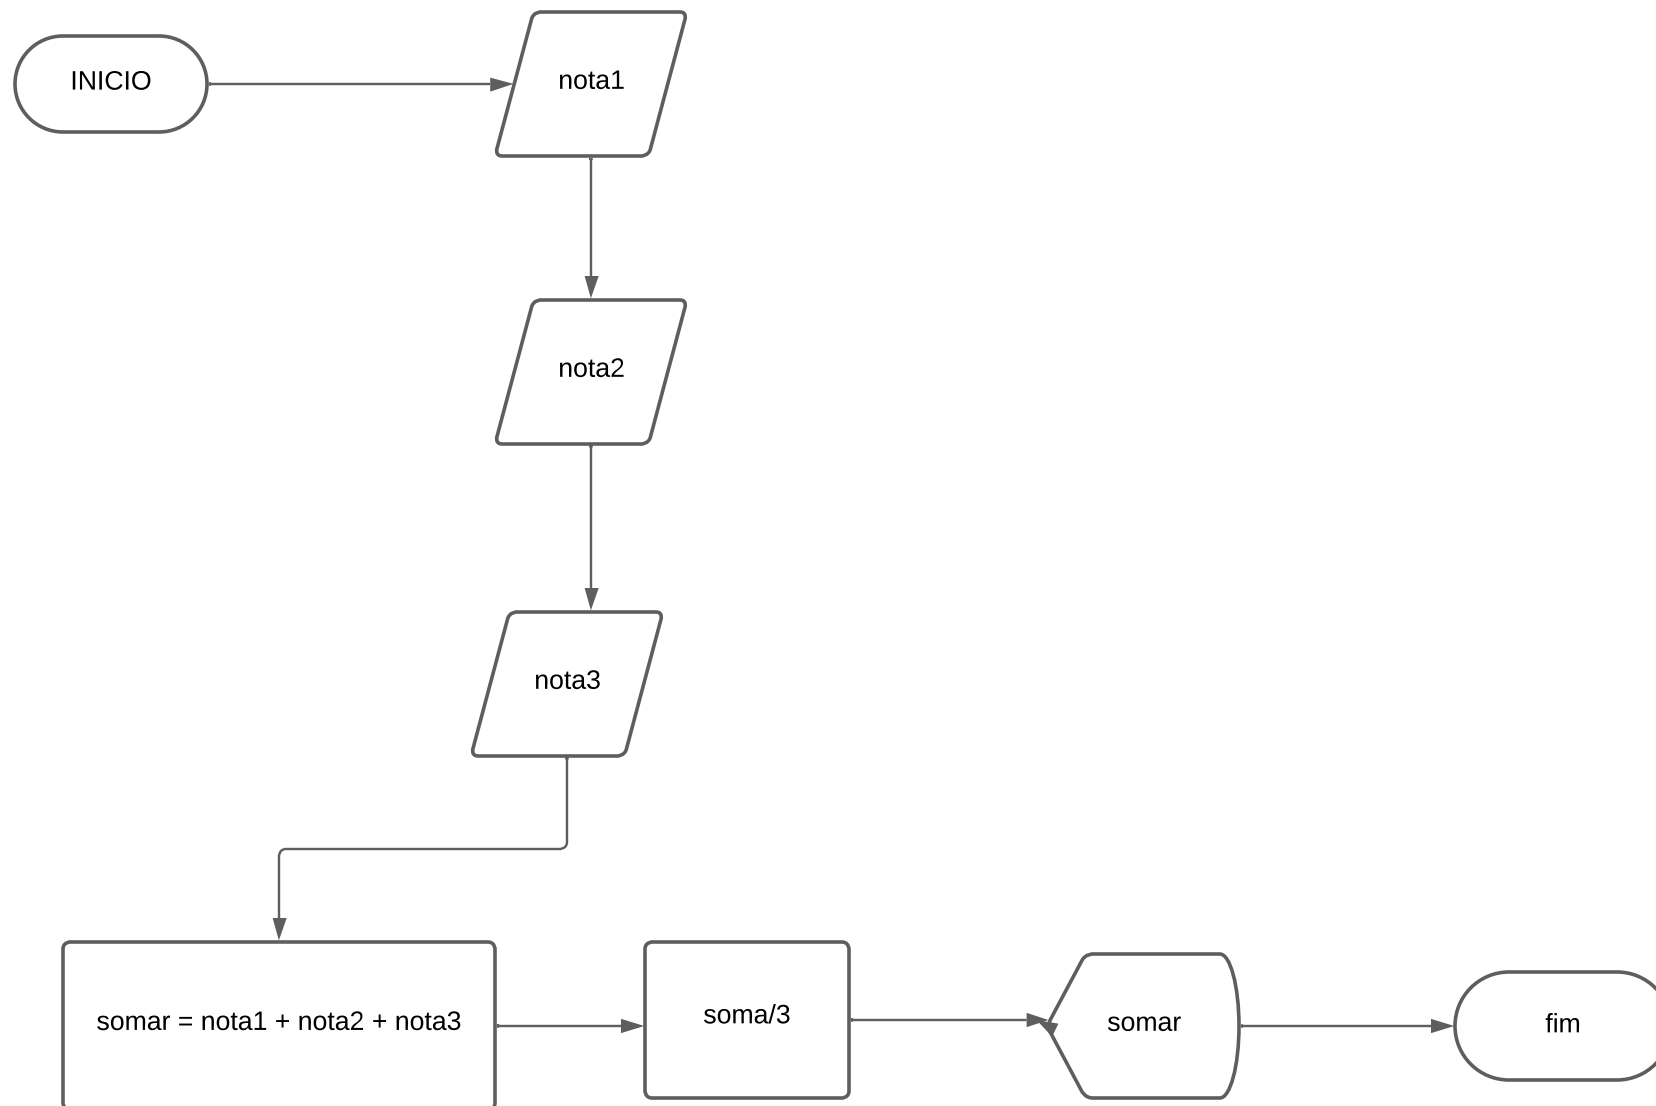 INICIO
nota1
nota2
nota3
somar = nota1 + nota2 + nota3
soma/3
somar
fim